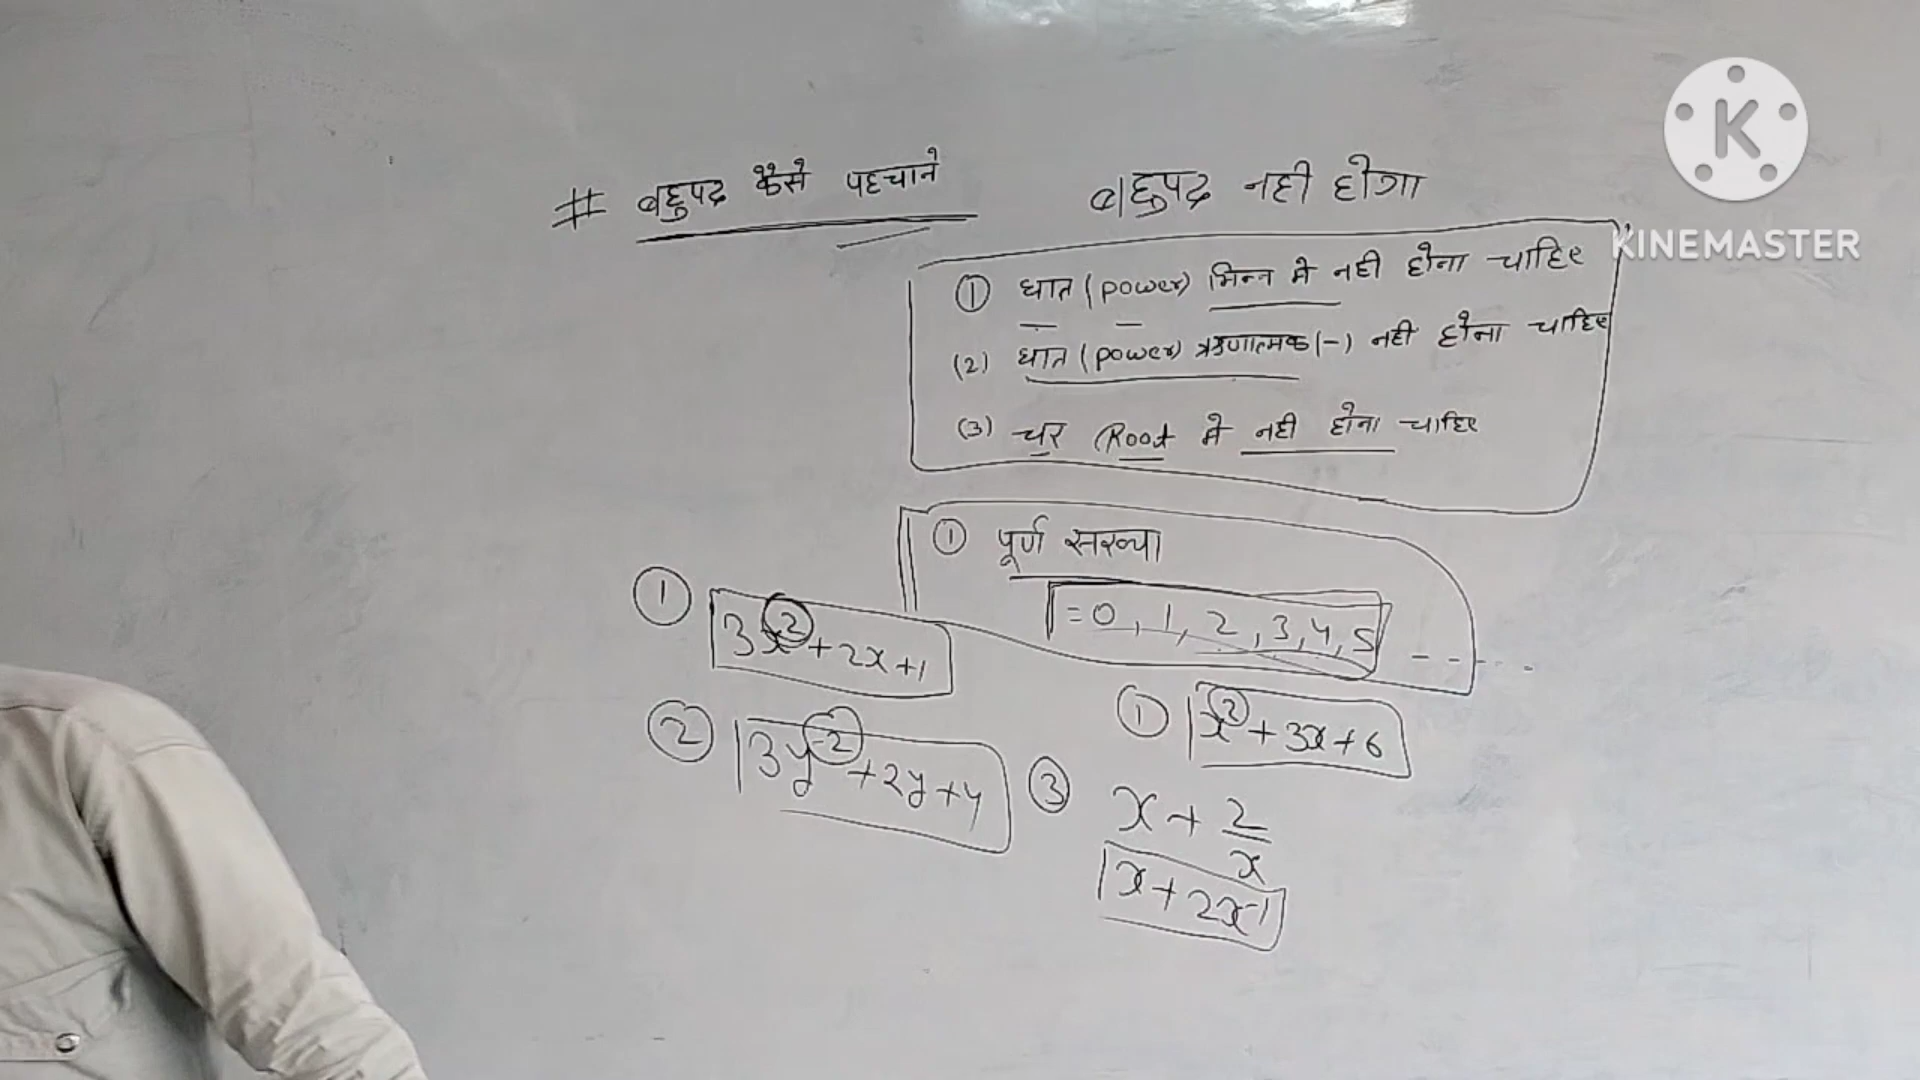 # बहुपद कैसे पहचाने
बहुपद नही होगा
① घात (power) भिन्न मे नही होना चाहिए
(2) घात (power) ऋणात्मक (-) नही होना चाहिए
(3) चर Root मे नही होना चाहिए
① पूर्ण सख्या
= 0, 1, 2, 3, 4, 5 - - - - -
① 3x² + 2x + 1
② 3y⁻² + 2y + 4
① x² + 3x + 6
③ x + 2/x
x + 2x⁻¹
K
KINEMASTER